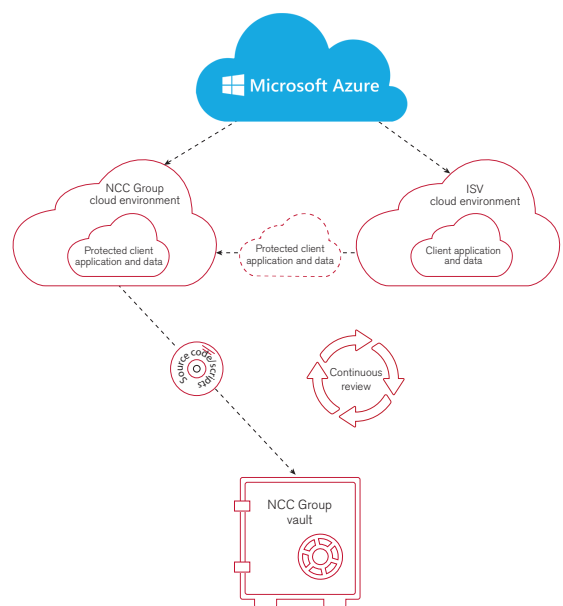 Microsoft Azure
NCC Group
cloud environment
Protected client
application and data
Protected client
application and data
ISV
cloud environment
Client application
and data
Source code/scripts
Continuous
review
NCC Group
vault